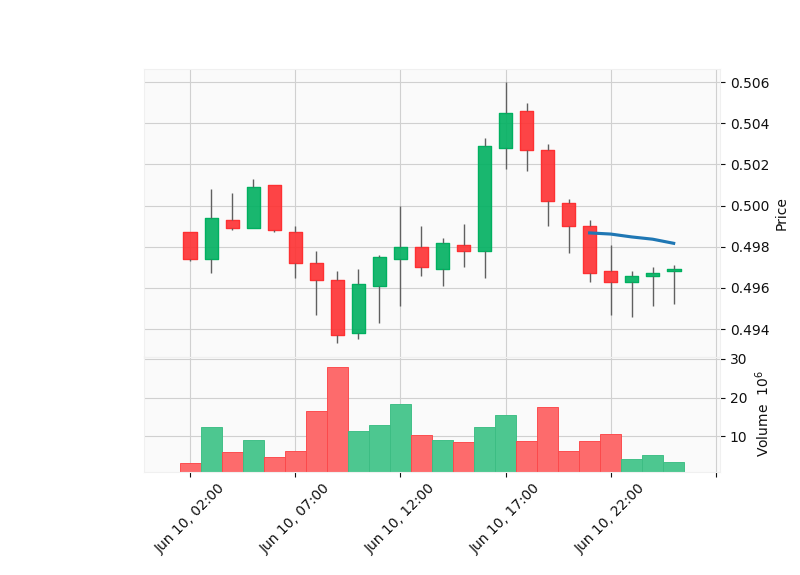 0.506
0.504
0.502
0.500
0.498
0.496
0.494
Price
30
20
10
Volume 10^6
Jun 10, 02:00
Jun 10, 07:00
Jun 10, 12:00
Jun 10, 17:00
Jun 10, 22:00